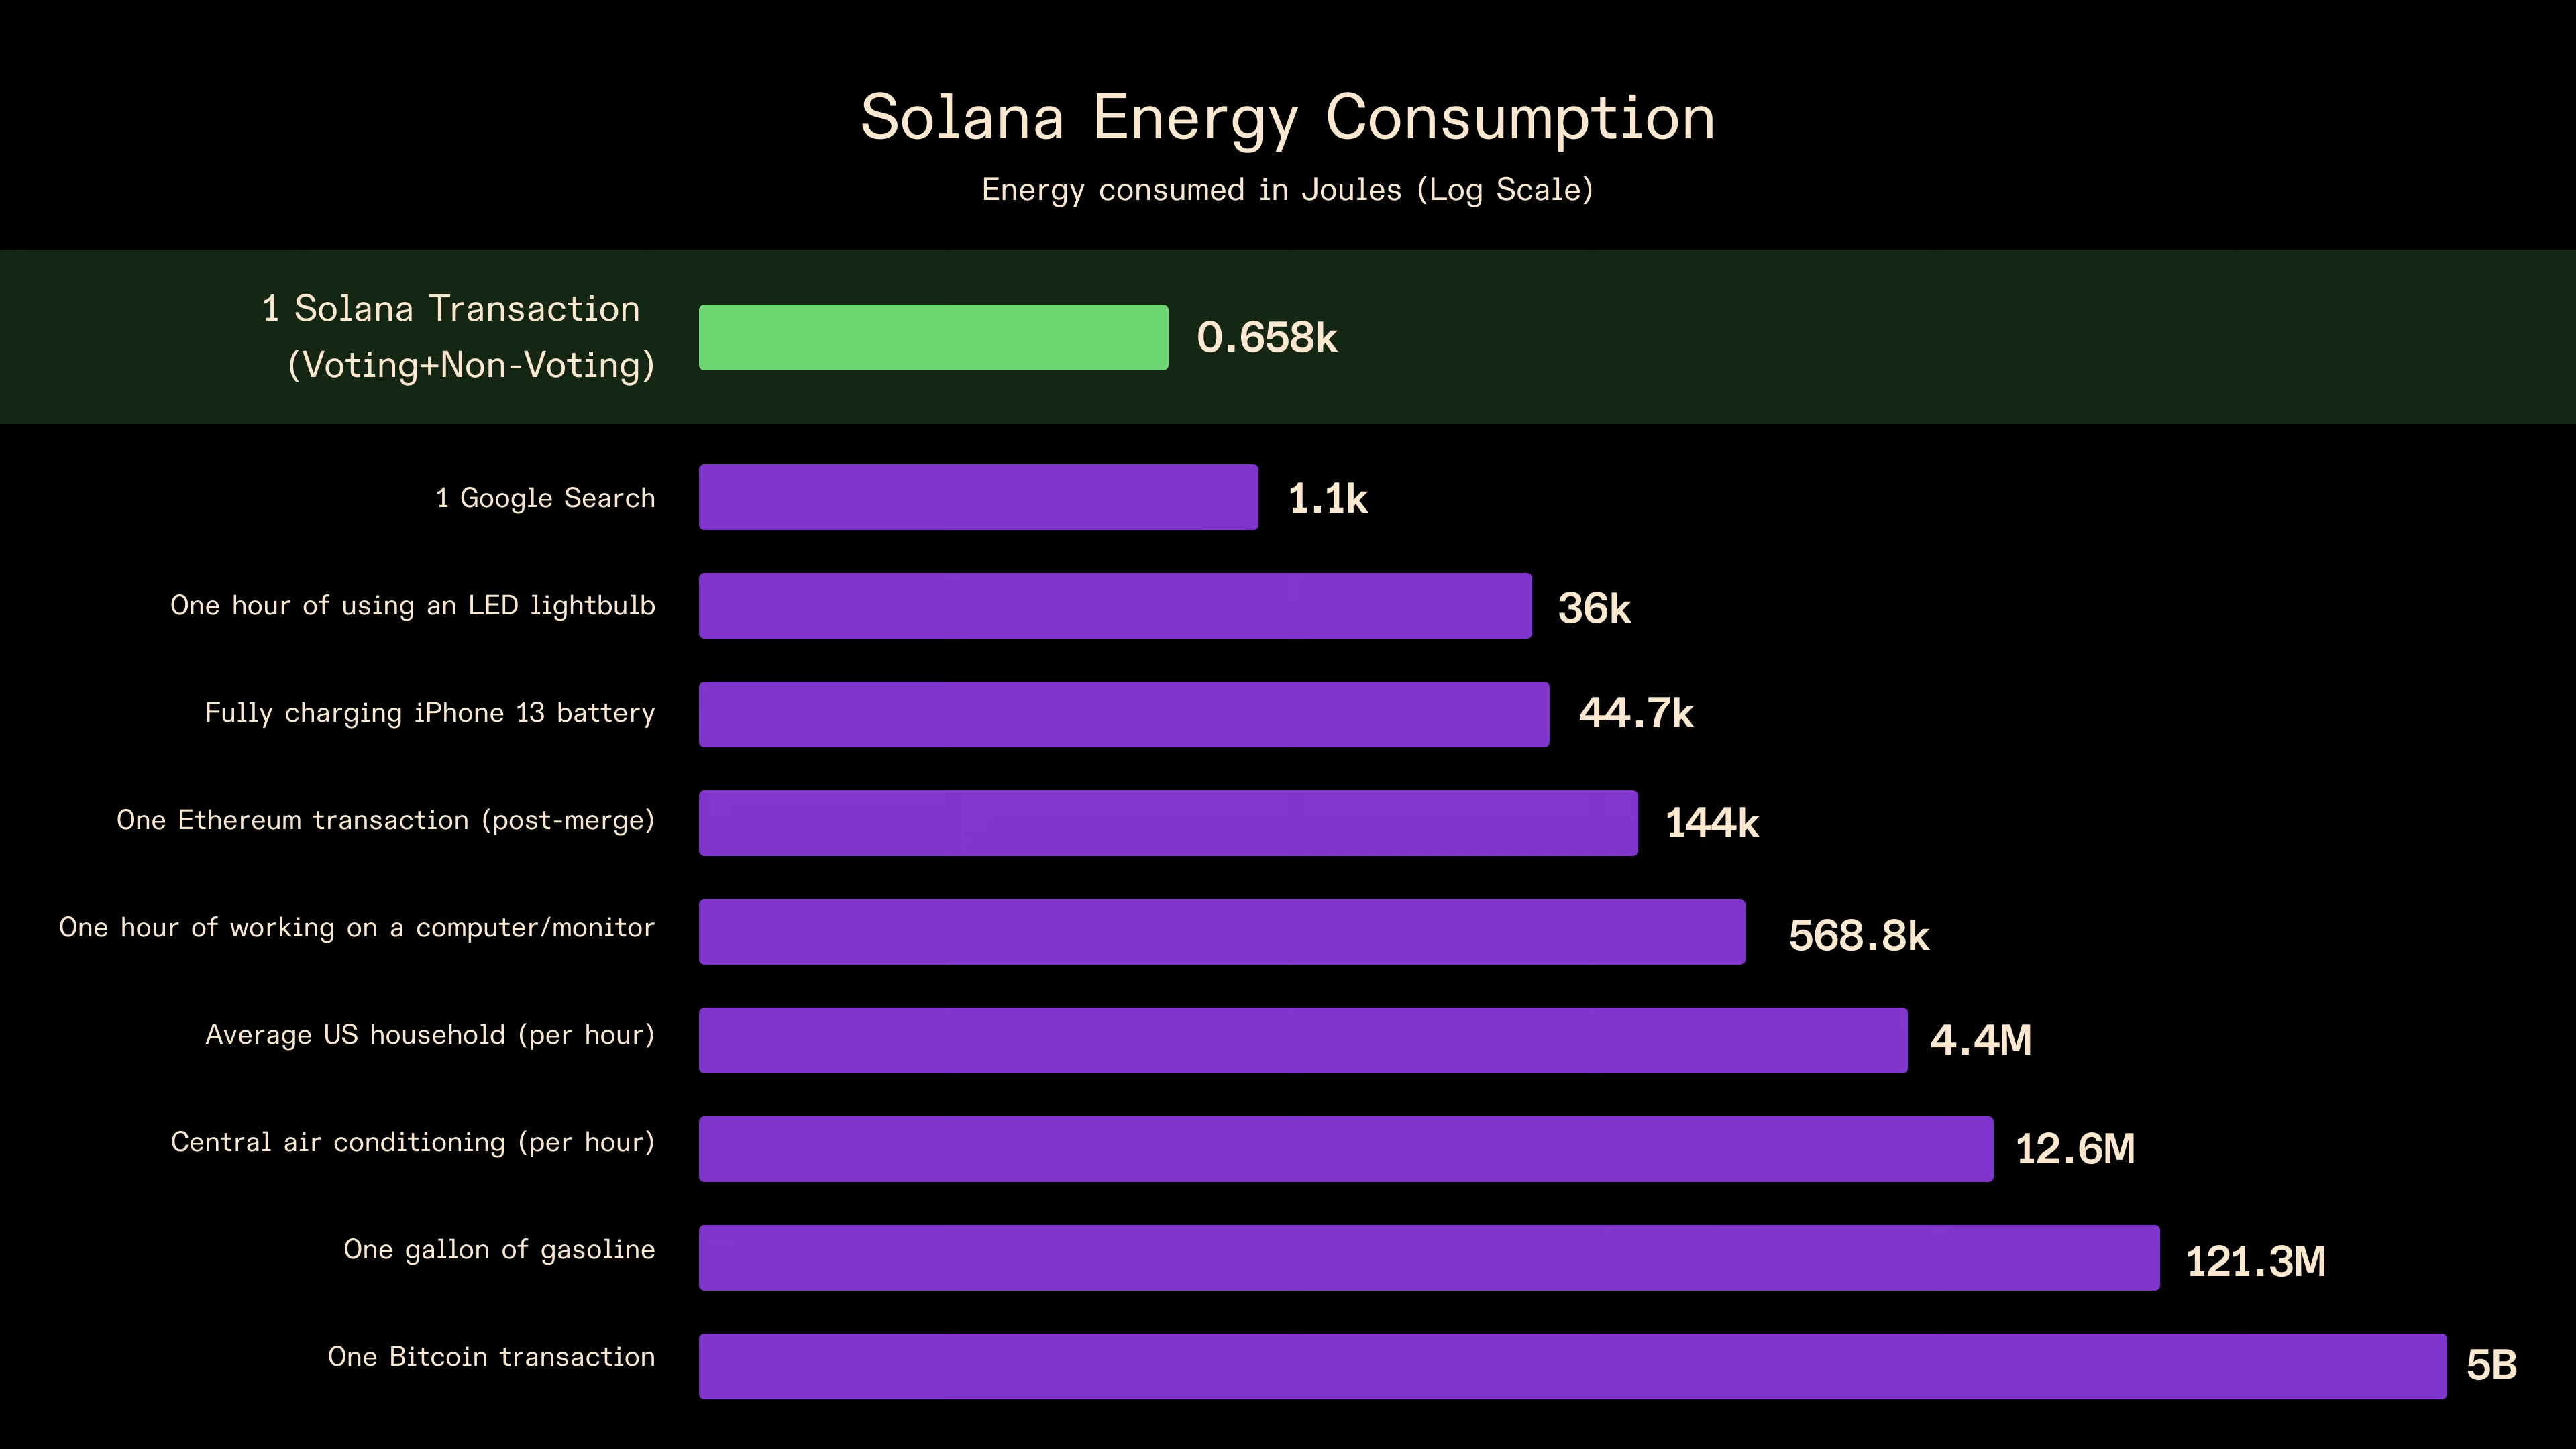 Solana Energy Consumption
Energy consumed in Joules (Log Scale)
1 Solana Transaction
(Voting+Non-Voting)
0.658k
1 Google Search
1.1k
One hour of using an LED lightbulb
36k
Fully charging iPhone 13 battery
44.7k
One Ethereum transaction (post-merge)
144k
One hour of working on a computer/monitor
568.8k
Average US household (per hour)
4.4M
Central air conditioning (per hour)
12.6M
One gallon of gasoline
121.3M
One Bitcoin transaction
5B